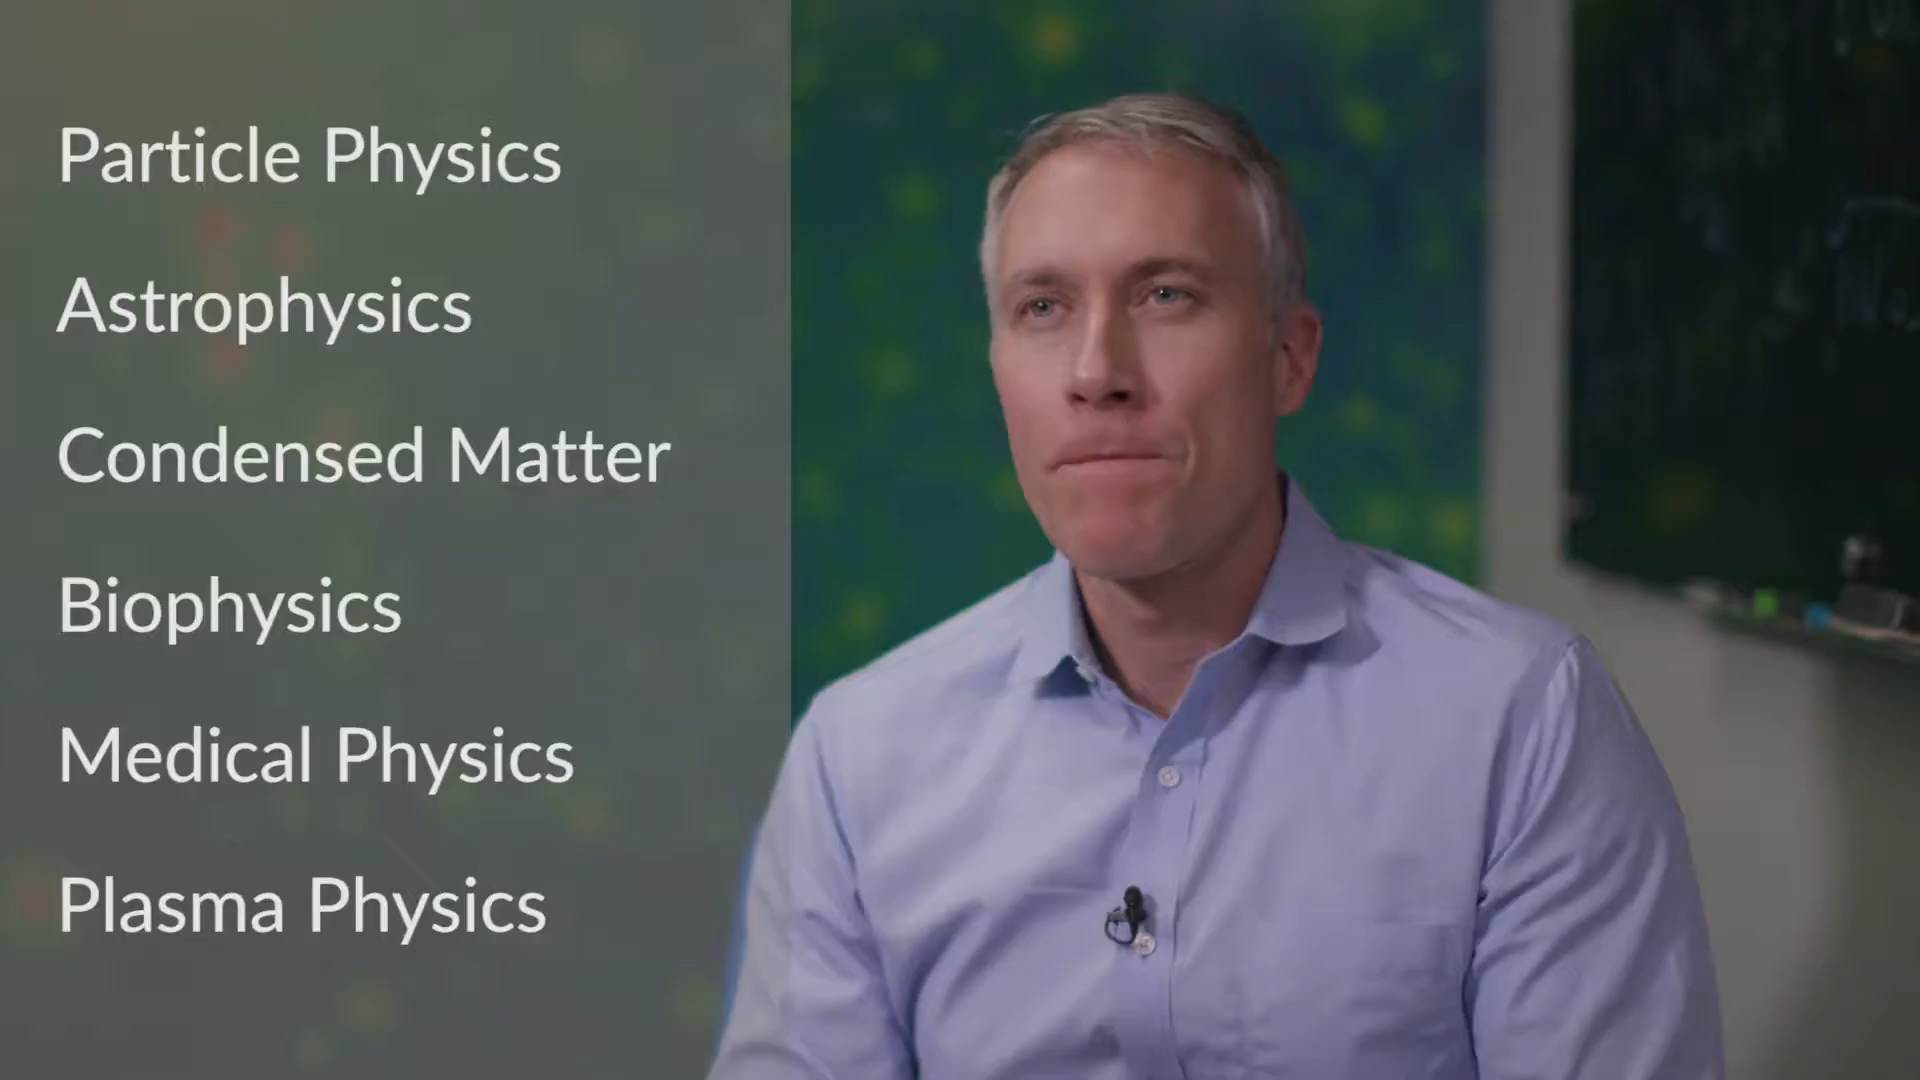 Particle Physics
Astrophysics
Condensed Matter
Biophysics
Medical Physics
Plasma Physics